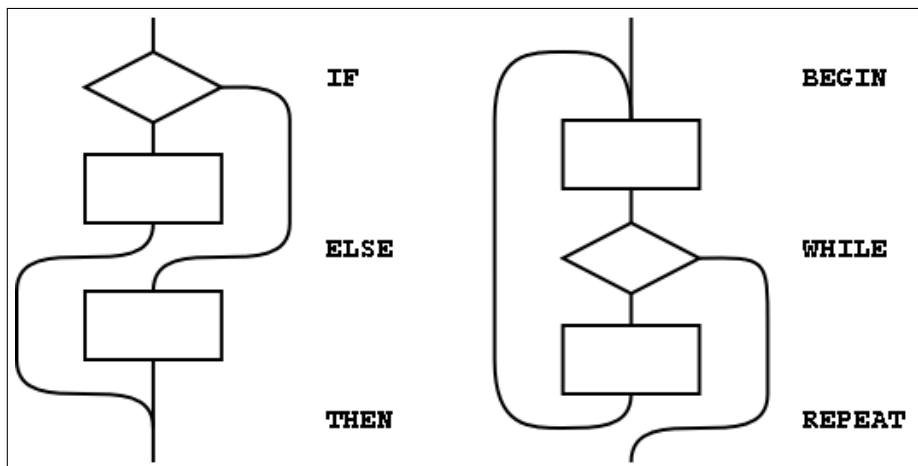 IF
ELSE
THEN
BEGIN
WHILE
REPEAT